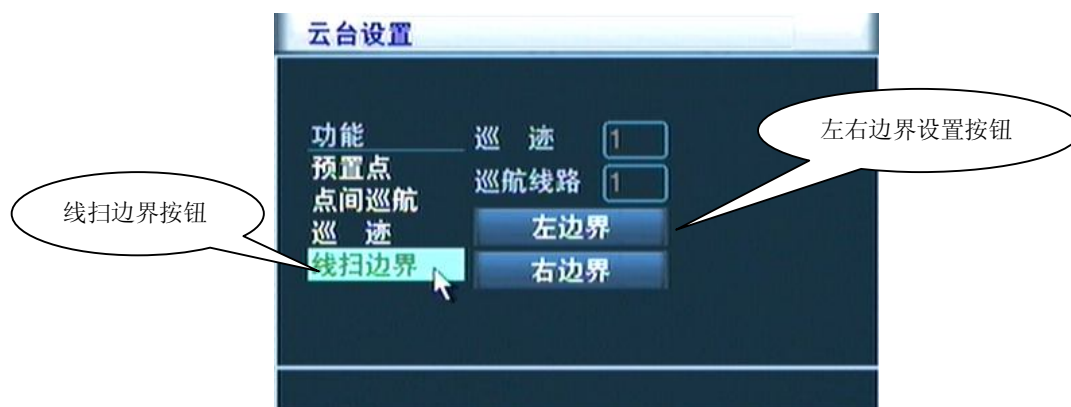 云台设置
左右边界设置按钮
功能
巡 迹 1
预置点
巡航线路 1
点间巡航
线扫边界按钮
巡 迹
左边界
线扫边界
右边界